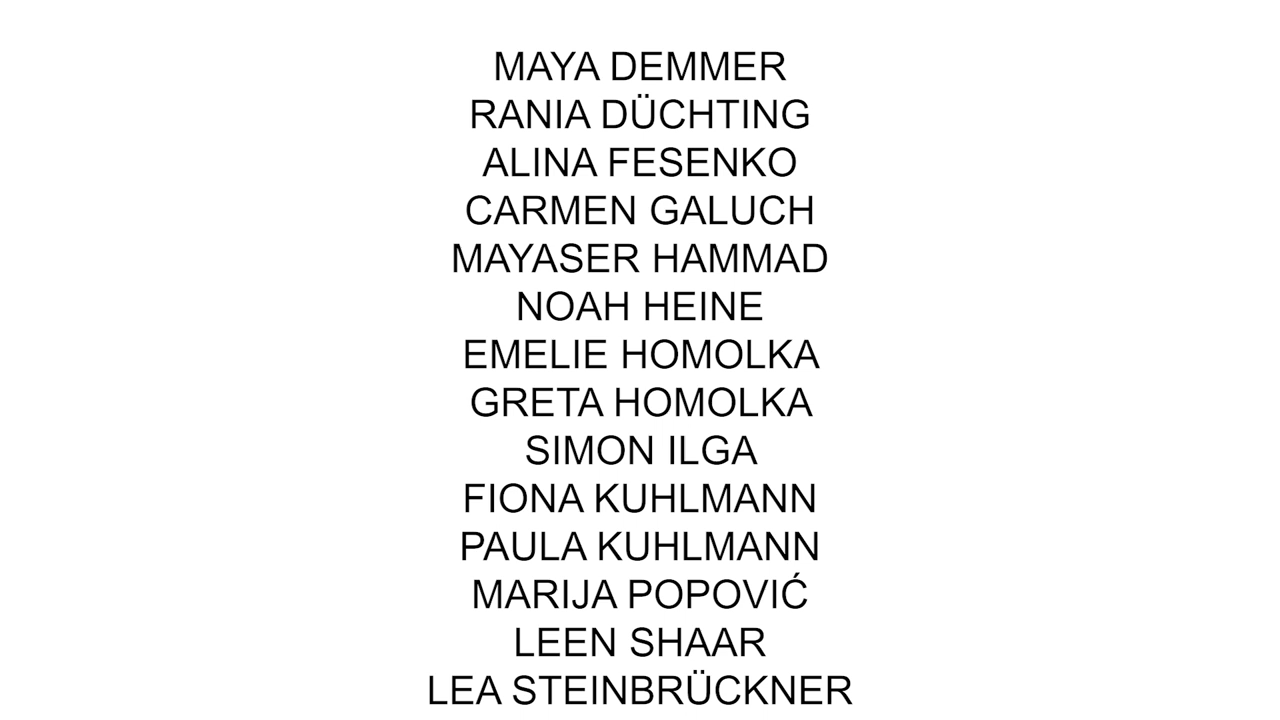 MAYA DEMMER
RANIA DÜCHTING
ALINA FESENKO
CARMEN GALUCH
MAYASER HAMMAD
NOAH HEINE
EMELIE HOMOLKA
GRETA HOMOLKA
SIMON ILGA
FIONA KUHLMANN
PAULA KUHLMANN
MARIJA POPOVIĆ
LEEN SHAAR
LEA STEINBRÜCKNER